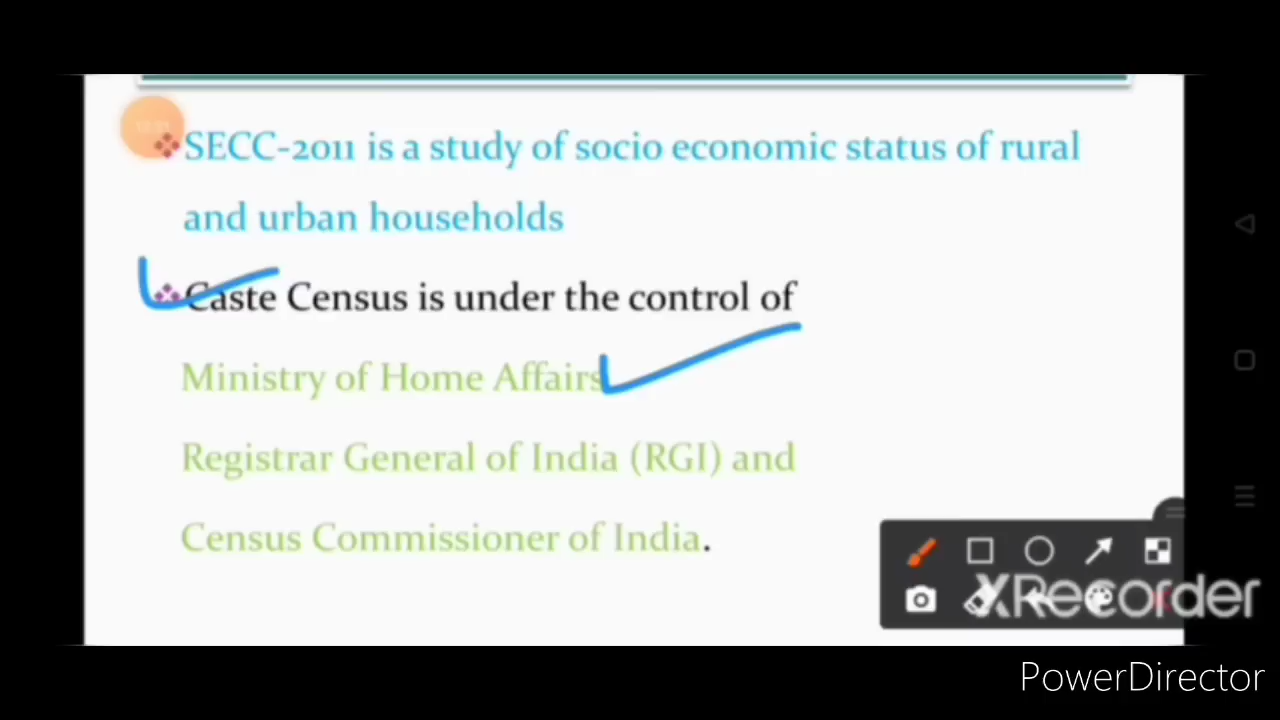 SECC-2011 is a study of socio economic status of rural
and urban households
Caste Census is under the control of
Ministry of Home Affairs
Registrar General of India (RGI) and
Census Commissioner of India.
XRecorder
PowerDirector